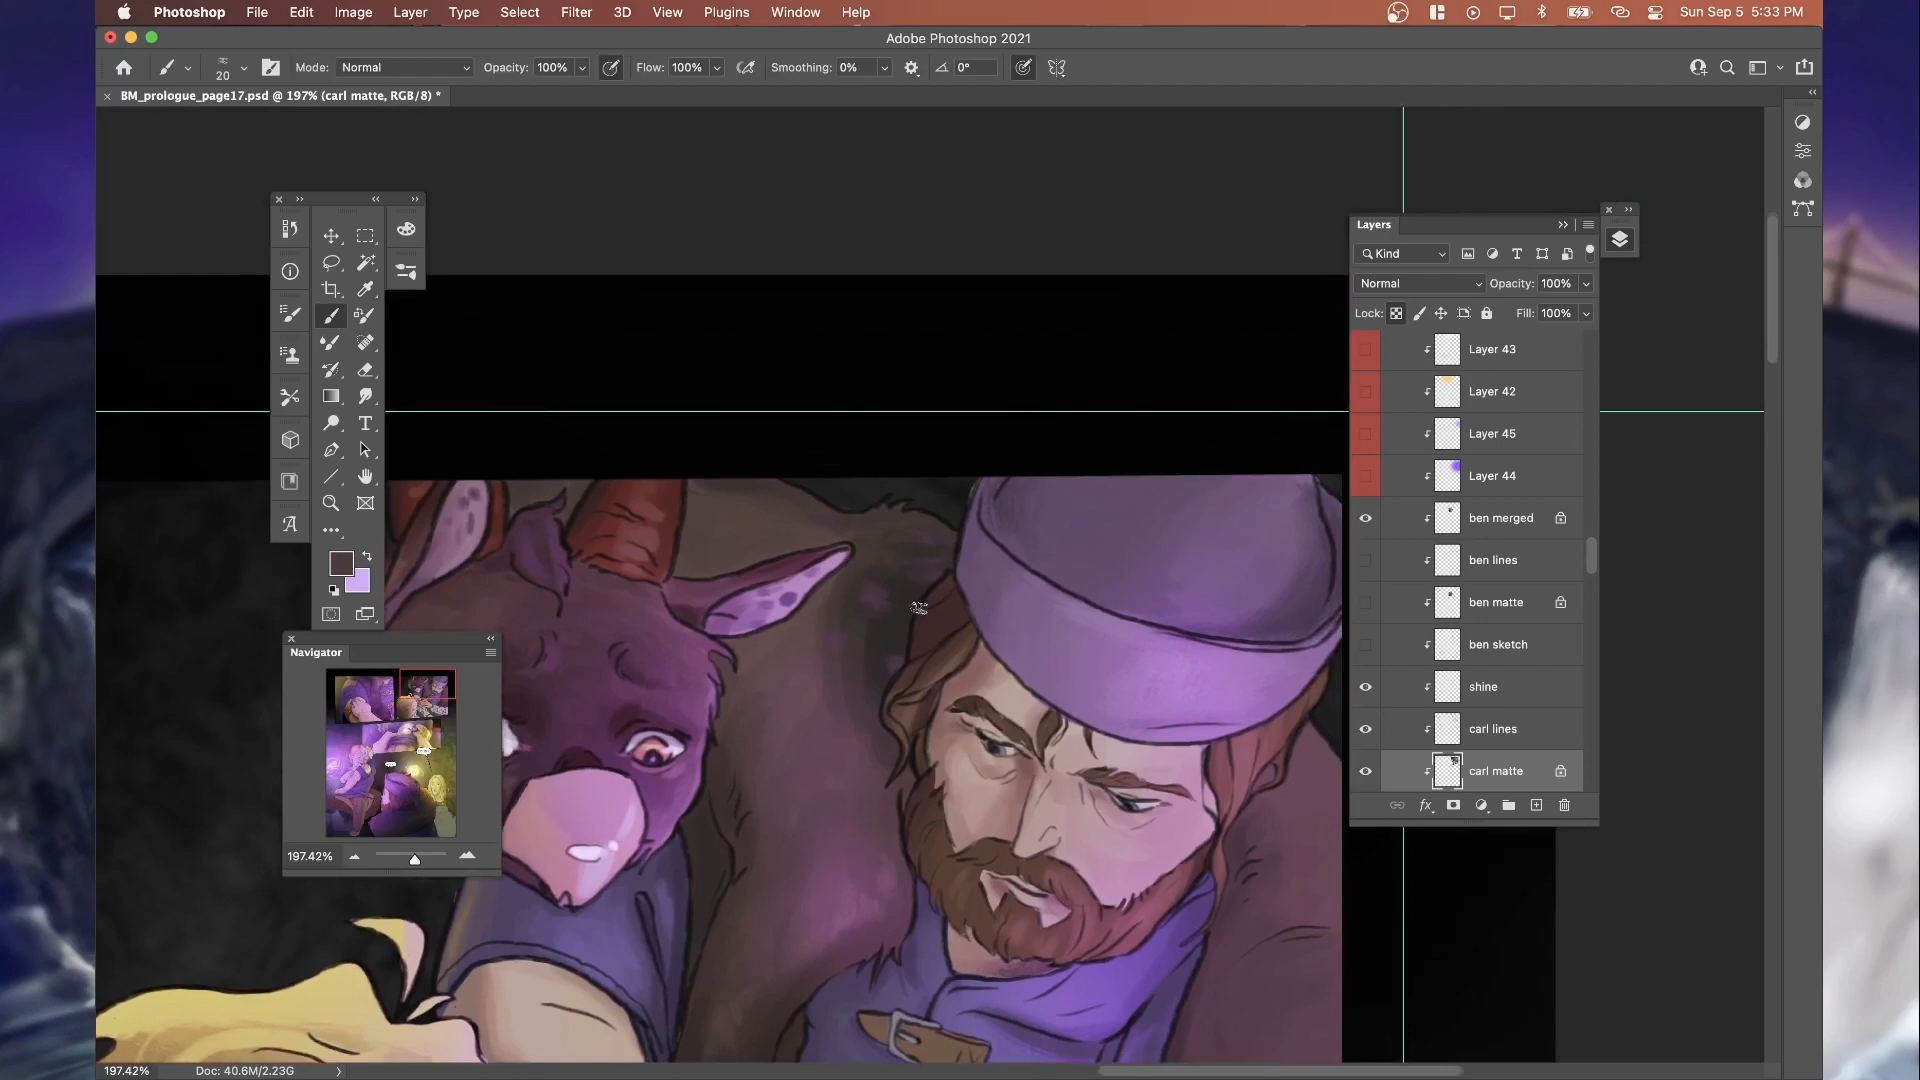 Photoshop File Edit Image Layer Type Select Filter 3D View Plugins Window Help Sun Sep 5 5:33 PM
Adobe Photoshop 2021
20 Mode: Normal Opacity: 100% Flow: 100% Smoothing: 0% 0°
BM_prologue_page17.psd @ 197% (carl matte, RGB/8) *
Layers
Kind
Normal Opacity: 100%
Lock: Fill: 100%
Layer 43
Layer 42
Layer 45
Layer 44
ben merged
ben lines
ben matte
ben sketch
shine
carl lines
carl matte
fx
Navigator
197.42%
197.42% Doc: 40.6M/2.23G